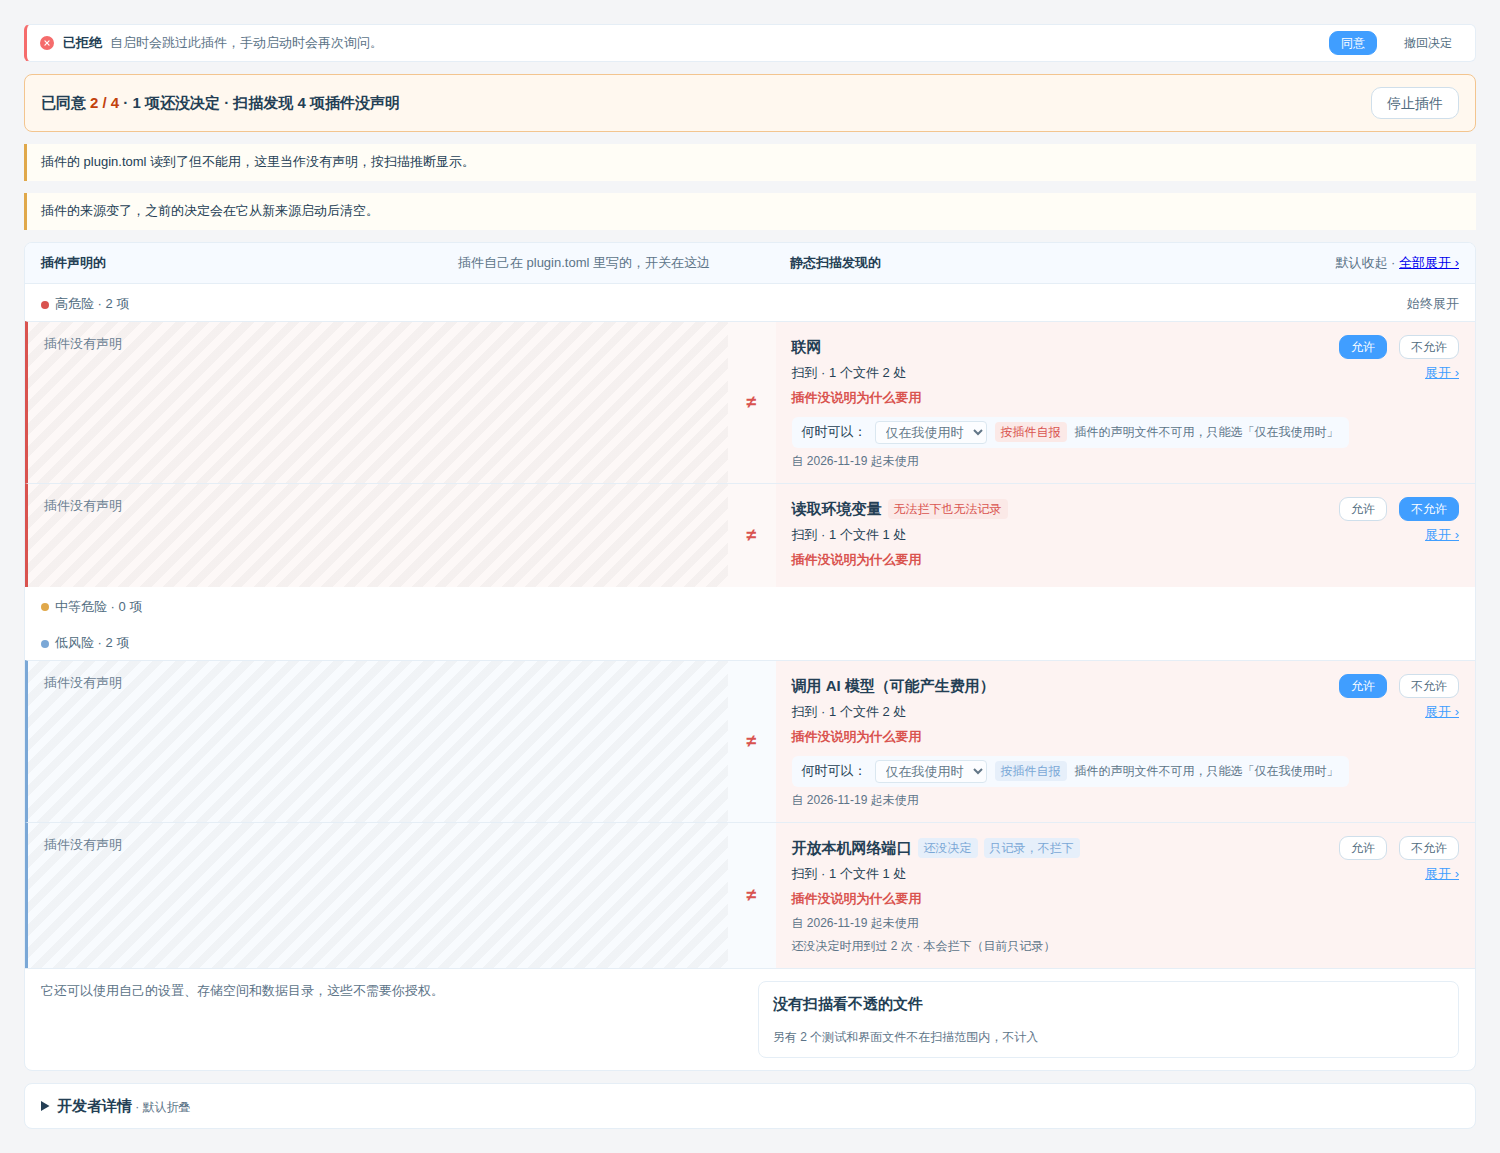 已拒绝 自启时会跳过此插件，手动启动时会再次询问。 同意 撤回决定
已同意 2 / 4 · 1 项还没决定 · 扫描发现 4 项插件没声明 停止插件
插件的 plugin.toml 读到了但不能用，这里当作没有声明，按扫描推断显示。
插件的来源变了，之前的决定会在它从新来源启动后清空。
插件声明的 插件自己在 plugin.toml 里写的，开关在这边 静态扫描发现的 默认收起 · 全部展开 ›
高危险 · 2 项 始终展开
插件没有声明 ≠ 联网 允许 不允许
扫到 · 1 个文件 2 处 展开 ›
插件没说明为什么要用
何时可以： 仅在我使用时 按插件自报 插件的声明文件不可用，只能选「仅在我使用时」
自 2026-11-19 起未使用
插件没有声明 ≠ 读取环境变量 无法拦下也无法记录 允许 不允许
扫到 · 1 个文件 1 处 展开 ›
插件没说明为什么要用
中等危险 · 0 项
低风险 · 2 项
插件没有声明 ≠ 调用 AI 模型（可能产生费用） 允许 不允许
扫到 · 1 个文件 2 处 展开 ›
插件没说明为什么要用
何时可以： 仅在我使用时 按插件自报 插件的声明文件不可用，只能选「仅在我使用时」
自 2026-11-19 起未使用
插件没有声明 ≠ 开放本机网络端口 还没决定 只记录，不拦下 允许 不允许
扫到 · 1 个文件 1 处 展开 ›
插件没说明为什么要用
自 2026-11-19 起未使用
还没决定时用到过 2 次 · 本会拦下（目前只记录）
它还可以使用自己的设置、存储空间和数据目录，这些不需要你授权。
没有扫描看不透的文件
另有 2 个测试和界面文件不在扫描范围内，不计入
开发者详情 · 默认折叠